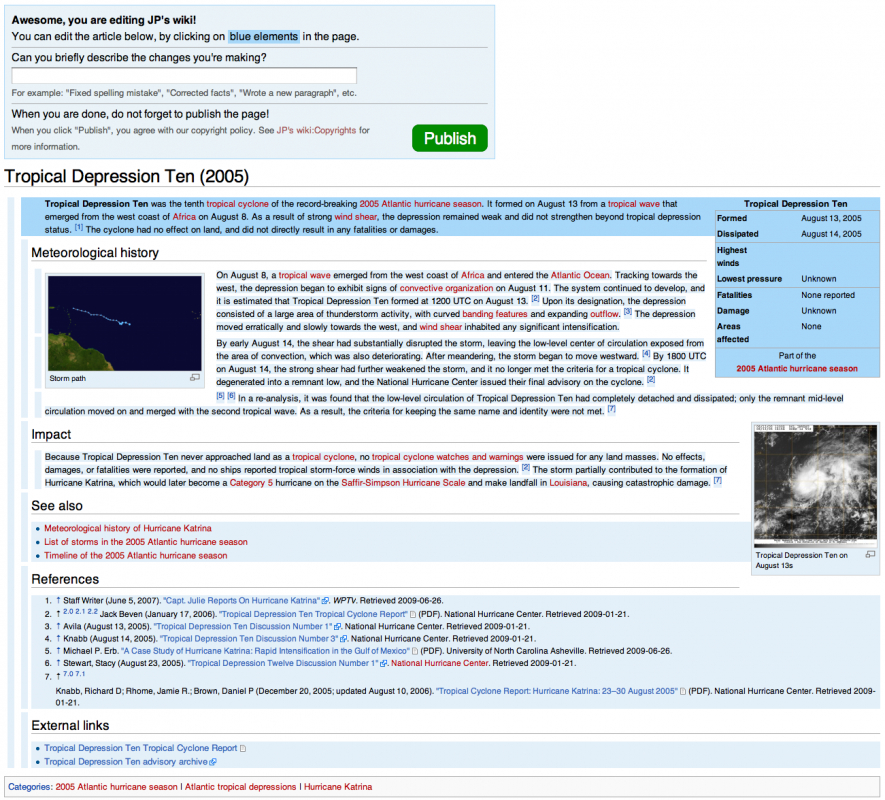 Awesome, you are editing JP's wiki!
You can edit the article below, by clicking on blue elements in the page.
Can you briefly describe the changes you're making?
For example: "Fixed spelling mistake", "Corrected facts", "Wrote a new paragraph", etc.
When you are done, do not forget to publish the page!
When you click "Publish", you agree with our copyright policy. See JP's wiki:Copyrights for
more information.
Publish
Tropical Depression Ten (2005)
Tropical Depression Ten was the tenth tropical cyclone of the record-breaking 2005 Atlantic hurricane season. It formed on August 13 from a tropical wave that
emerged from the west coast of Africa on August 8. As a result of strong wind shear, the depression remained weak and did not strengthen beyond tropical depression
status. [1] The cyclone had no effect on land, and did not directly result in any fatalities or damages.
Tropical Depression Ten
Formed August 13, 2005
Dissipated August 14, 2005
Highest
winds
Lowest pressure Unknown
Fatalities None reported
Damage Unknown
Areas None
affected
Part of the
2005 Atlantic hurricane season
Meteorological history
Storm path
On August 8, a tropical wave emerged from the west coast of Africa and entered the Atlantic Ocean. Tracking towards the
west, the depression began to exhibit signs of convective organization on August 11. The system continued to develop, and
it is estimated that Tropical Depression Ten formed at 1200 UTC on August 13. [2] Upon its designation, the depression
consisted of a large area of thunderstorm activity, with curved banding features and expanding outflow. [3] The depression
moved erratically and slowly towards the west, and wind shear inhabited any significant intensification.
By early August 14, the shear had substantially disrupted the storm, leaving the low-level center of circulation exposed from
the area of convection, which was also deteriorating. After meandering, the storm began to move westward. [4] By 1800 UTC
on August 14, the strong shear had further weakened the storm, and it no longer met the criteria for a tropical cyclone. It
degenerated into a remnant low, and the National Hurricane Center issued their final advisory on the cyclone. [2]
[5] [6] In a re-analysis, it was found that the low-level circulation of Tropical Depression Ten had completely detached and dissipated; only the remnant mid-level
circulation moved on and merged with the second tropical wave. As a result, the criteria for keeping the same name and identity were not met. [7]
Impact
Because Tropical Depression Ten never approached land as a tropical cyclone, no tropical cyclone watches and warnings were issued for any land masses. No effects,
damages, or fatalities were reported, and no ships reported tropical storm-force winds in association with the depression. [2] The storm partially contributed to the formation of
Hurricane Katrina, which would later become a Category 5 hurricane on the Saffir-Simpson Hurricane Scale and make landfall in Louisiana, causing catastrophic damage. [7]
Tropical Depression Ten on
August 13s
See also
Meteorological history of Hurricane Katrina
List of storms in the 2005 Atlantic hurricane season
Timeline of the 2005 Atlantic hurricane season
References
1. ↑ Staff Writer (June 5, 2007). "Capt. Julie Reports On Hurricane Katrina". WPTV. Retrieved 2009-06-26.
2. ↑ 2.0 2.1 2.2 Jack Beven (January 17, 2006). "Tropical Depression Ten Tropical Cyclone Report" (PDF). National Hurricane Center. Retrieved 2009-01-21.
3. ↑ Avila (August 13, 2005). "Tropical Depression Ten Discussion Number 1". National Hurricane Center. Retrieved 2009-01-21.
4. ↑ Knabb (August 14, 2005). "Tropical Depression Ten Discussion Number 3". National Hurricane Center. Retrieved 2009-01-21.
5. ↑ Michael P. Erb. "A Case Study of Hurricane Katrina: Rapid Intensification in the Gulf of Mexico" (PDF). University of North Carolina Asheville. Retrieved 2009-06-26.
6. ↑ Stewart, Stacy (August 23, 2005). "Tropical Depression Twelve Discussion Number 1". National Hurricane Center. Retrieved 2009-01-21.
7. ↑ 7.0 7.1
Knabb, Richard D; Rhome, Jamie R.; Brown, Daniel P (December 20, 2005; updated August 10, 2006). "Tropical Cyclone Report: Hurricane Katrina: 23–30 August 2005" (PDF). National Hurricane Center. Retrieved 2009-
01-21.
External links
Tropical Depression Ten Tropical Cyclone Report
Tropical Depression Ten advisory archive
Categories: 2005 Atlantic hurricane season | Atlantic tropical depressions | Hurricane Katrina